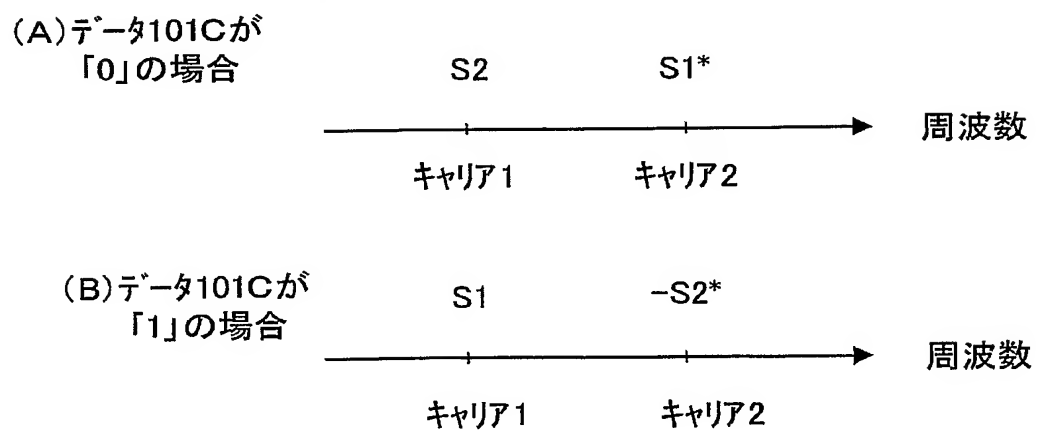 (A)データ101Cが
「0」の場合
S2 S1*
周波数
キャリア1 キャリア2
(B)データ101Cが
「1」の場合
S1 -S2*
周波数
キャリア1 キャリア2